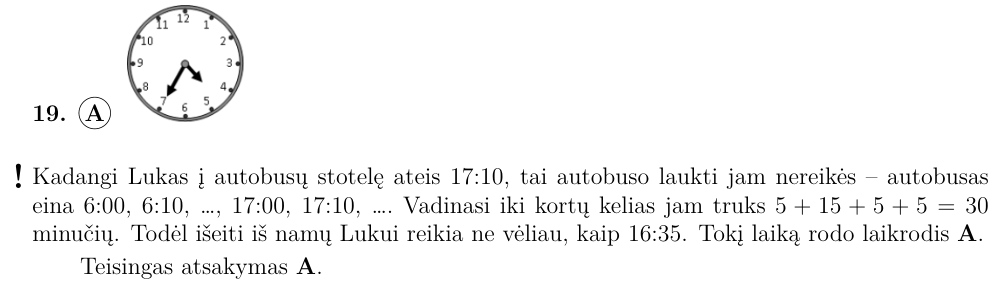 12
11 1
10 2
9 3
8 4
7 5
6
19. A
! Kadangi Lukas į autobusų stotelę ateis 17:10, tai autobuso laukti jam nereikės – autobusas
eina 6:00, 6:10, …, 17:00, 17:10, …. Vadinasi iki kortų kelias jam truks 5 + 15 + 5 + 5 = 30
minučių. Todėl išeiti iš namų Lukui reikia ne vėliau, kaip 16:35. Tokį laiką rodo laikrodis A.
Teisingas atsakymas A.